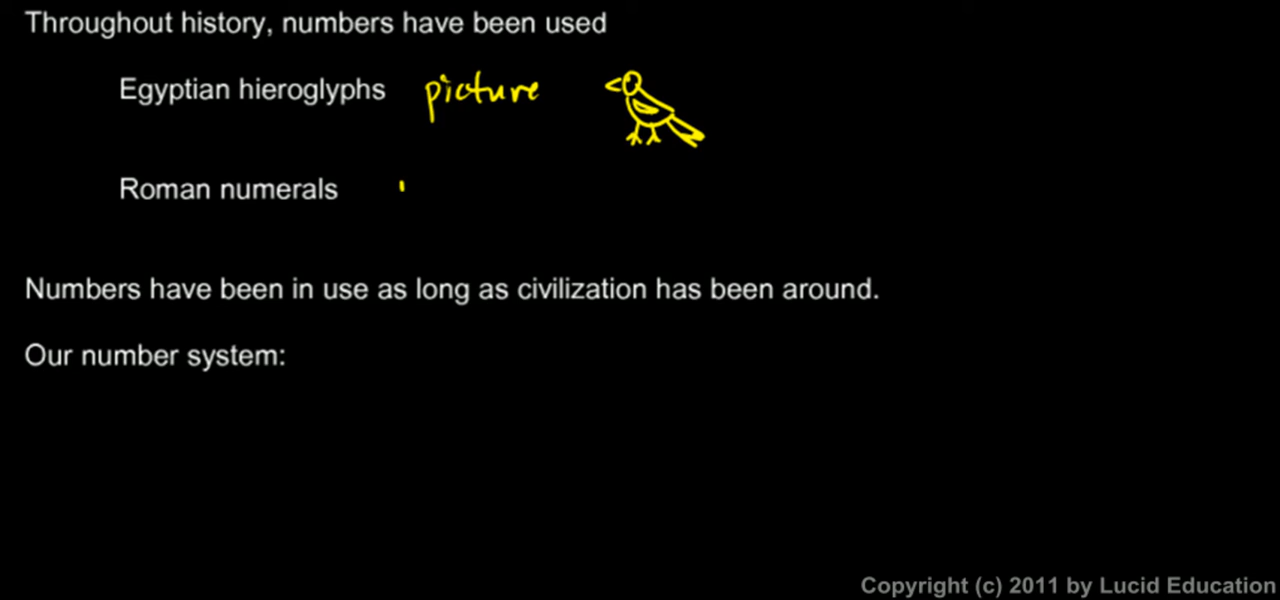 Throughout history, numbers have been used
Egyptian hieroglyphs picture
Roman numerals
Numbers have been in use as long as civilization has been around.
Our number system:
Copyright (c) 2011 by Lucid Education